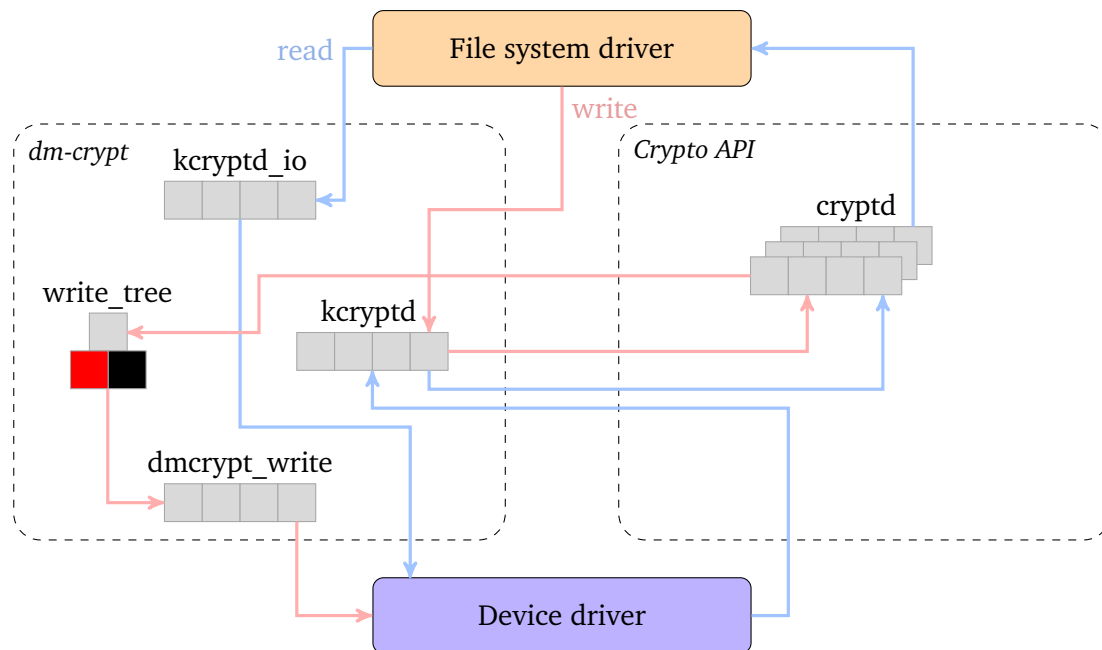 File system driver
read
write
dm-crypt
Crypto API
kcryptd_io
cryptd
write_tree
kcryptd
dmcrypt_write
Device driver